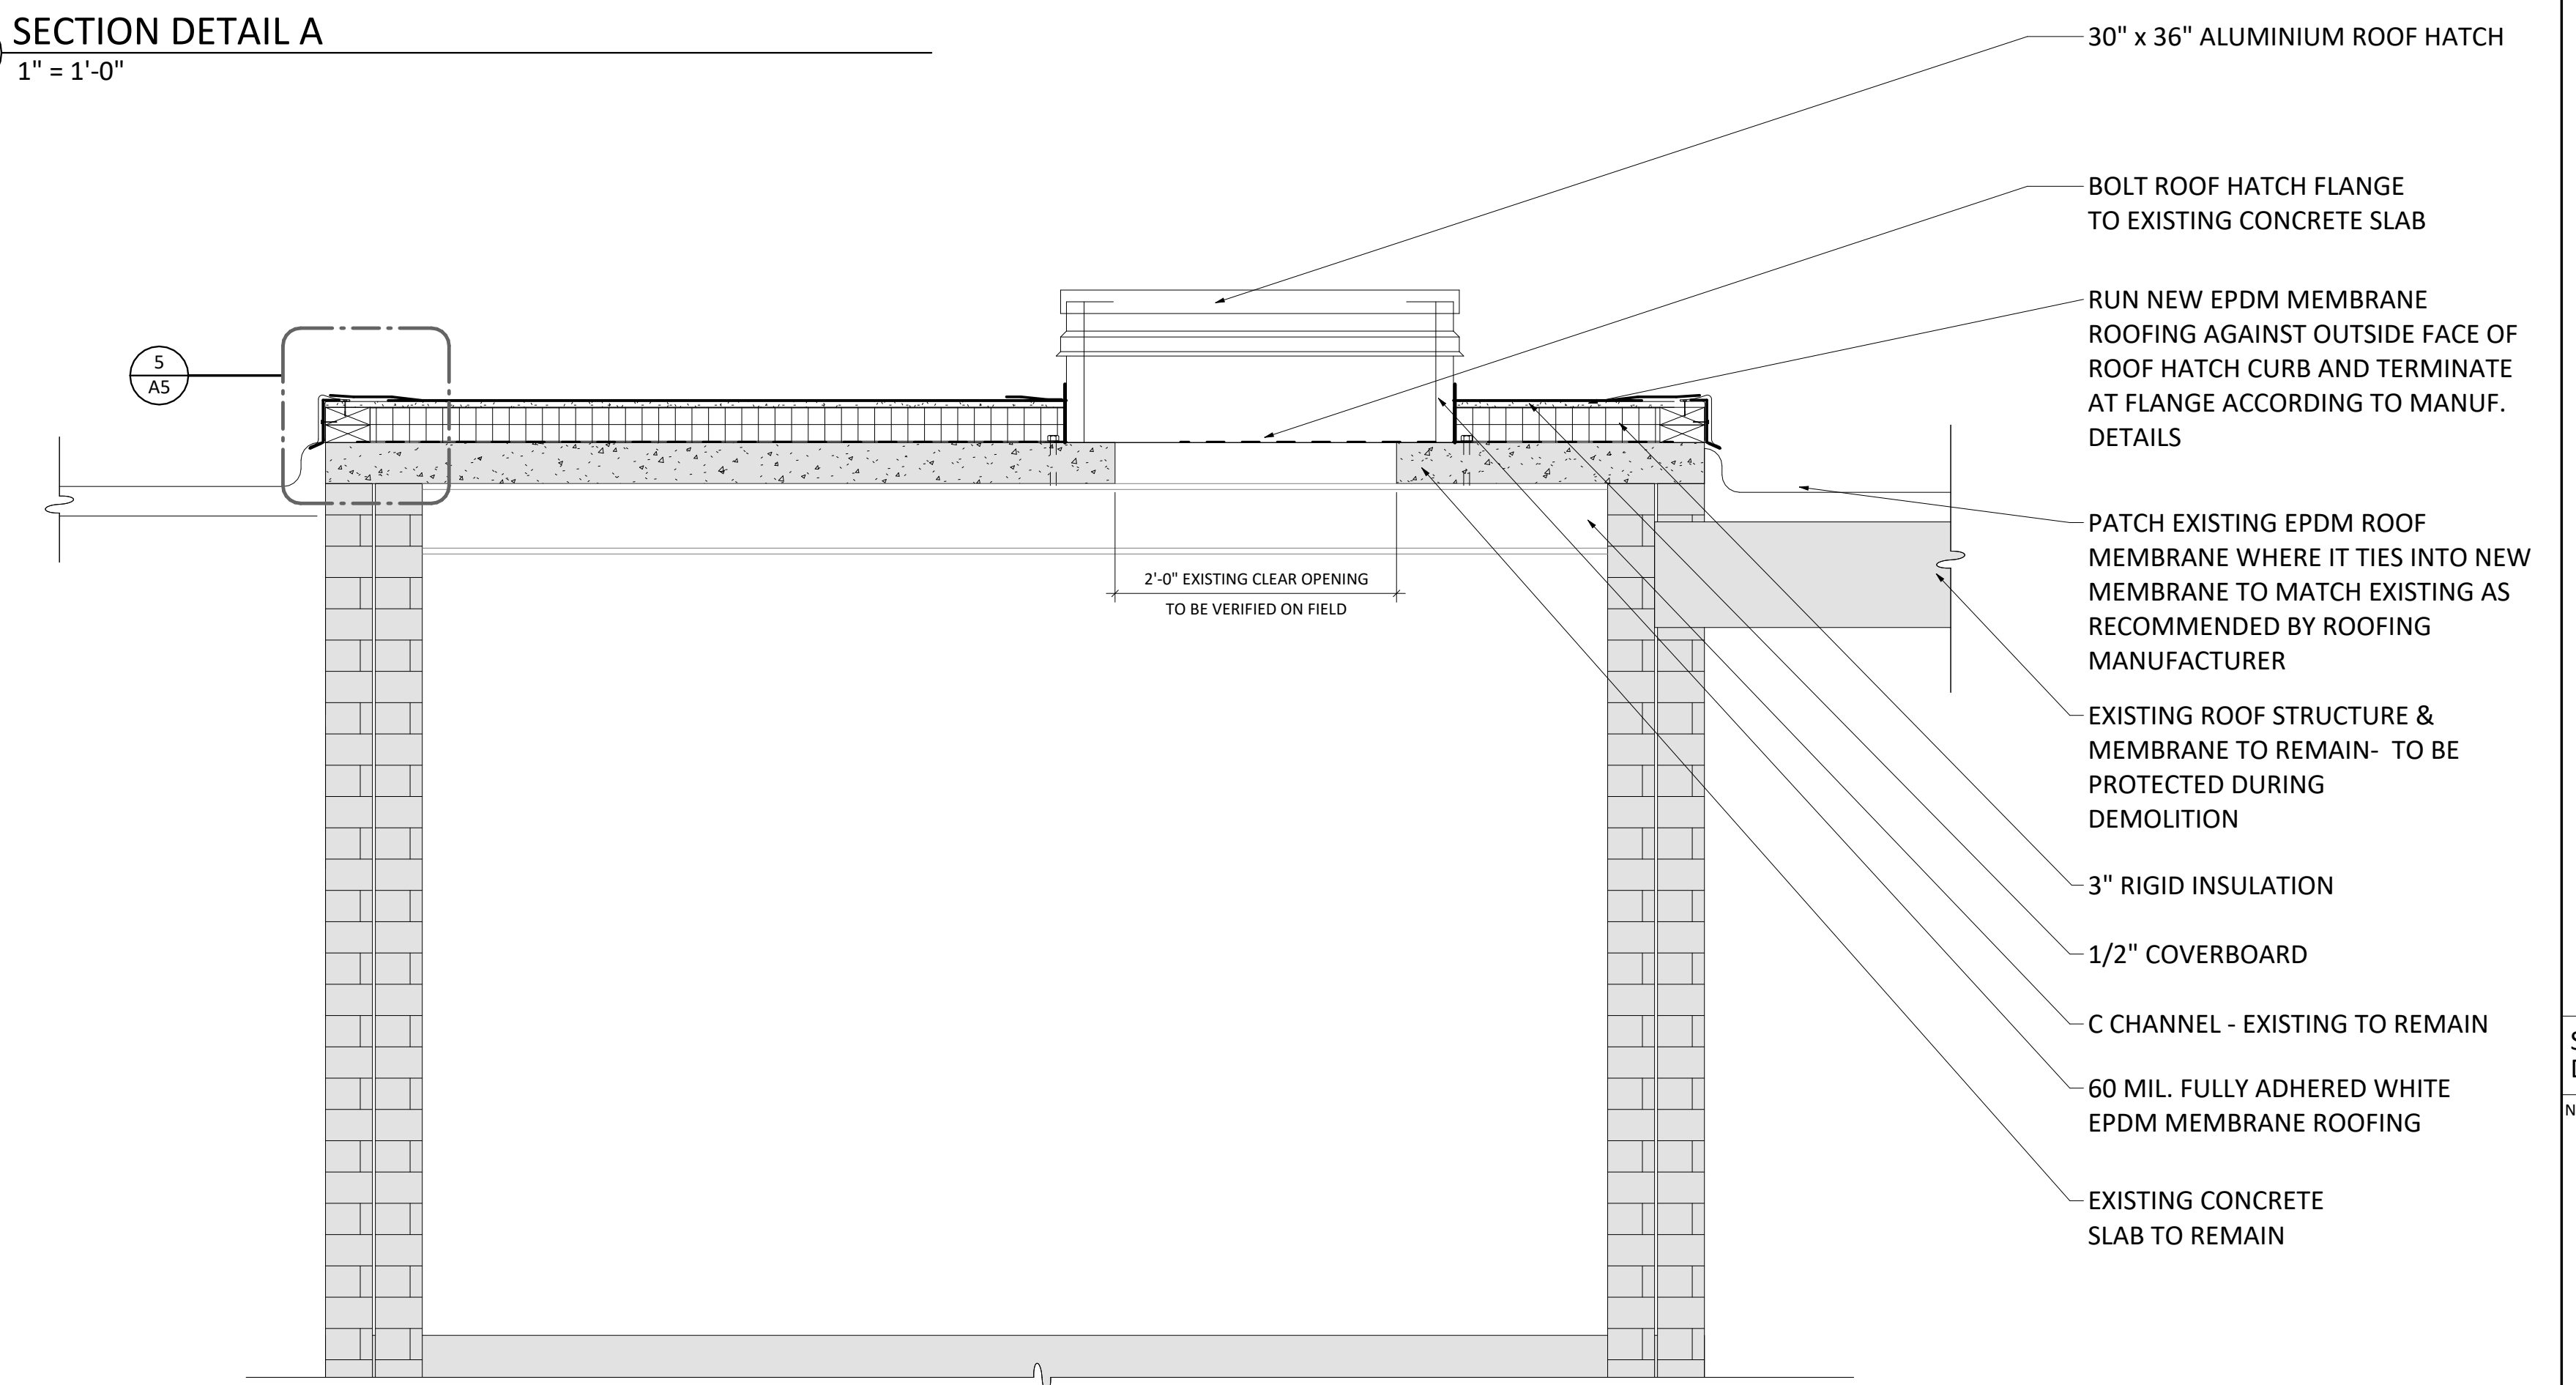 SECTION DETAIL A
1" = 1'-0"
30" x 36" ALUMINIUM ROOF HATCH
BOLT ROOF HATCH FLANGE
TO EXISTING CONCRETE SLAB
RUN NEW EPDM MEMBRANE
ROOFING AGAINST OUTSIDE FACE OF
ROOF HATCH CURB AND TERMINATE
AT FLANGE ACCORDING TO MANUF.
DETAILS
5
A5
PATCH EXISTING EPDM ROOF
MEMBRANE WHERE IT TIES INTO NEW
MEMBRANE TO MATCH EXISTING AS
RECOMMENDED BY ROOFING
MANUFACTURER
2'-0" EXISTING CLEAR OPENING
TO BE VERIFIED ON FIELD
EXISTING ROOF STRUCTURE &
MEMBRANE TO REMAIN- TO BE
PROTECTED DURING
DEMOLITION
3" RIGID INSULATION
1/2" COVERBOARD
C CHANNEL - EXISTING TO REMAIN
60 MIL. FULLY ADHERED WHITE
EPDM MEMBRANE ROOFING
EXISTING CONCRETE
SLAB TO REMAIN